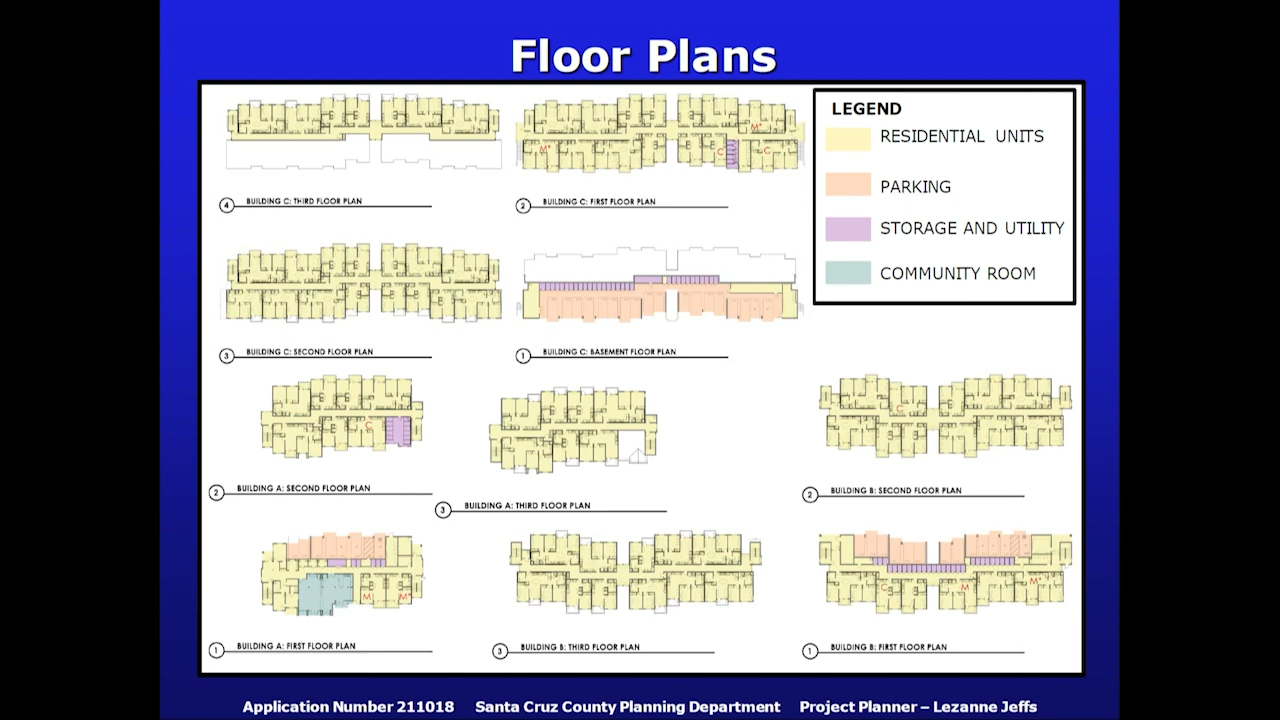 Floor Plans
LEGEND
RESIDENTIAL UNITS
PARKING
STORAGE AND UTILITY
COMMUNITY ROOM
M*
M*
C
C
4 BUILDING C: THIRD FLOOR PLAN
2 BUILDING C: FIRST FLOOR PLAN
3 BUILDING C: SECOND FLOOR PLAN
1 BUILDING C: BASEMENT FLOOR PLAN
C
C
2 BUILDING A: SECOND FLOOR PLAN
3 BUILDING A: THIRD FLOOR PLAN
2 BUILDING B: SECOND FLOOR PLAN
M
M*
C
M
M*
1 BUILDING A: FIRST FLOOR PLAN
3 BUILDING B: THIRD FLOOR PLAN
1 BUILDING B: FIRST FLOOR PLAN
Application Number 211018 Santa Cruz County Planning Department Project Planner – Lezanne Jeffs